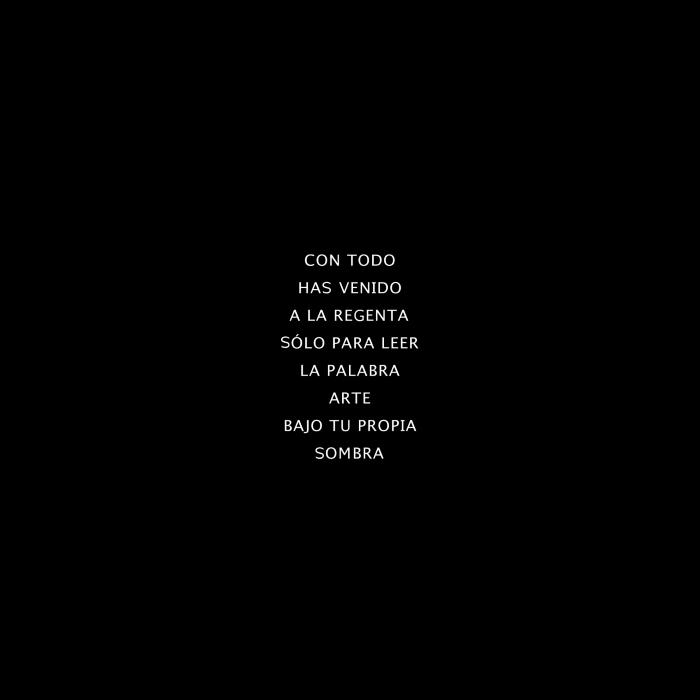 CON TODO
HAS VENIDO
A LA REGENTA
SÓLO PARA LEER
LA PALABRA
ARTE
BAJO TU PROPIA
SOMBRA